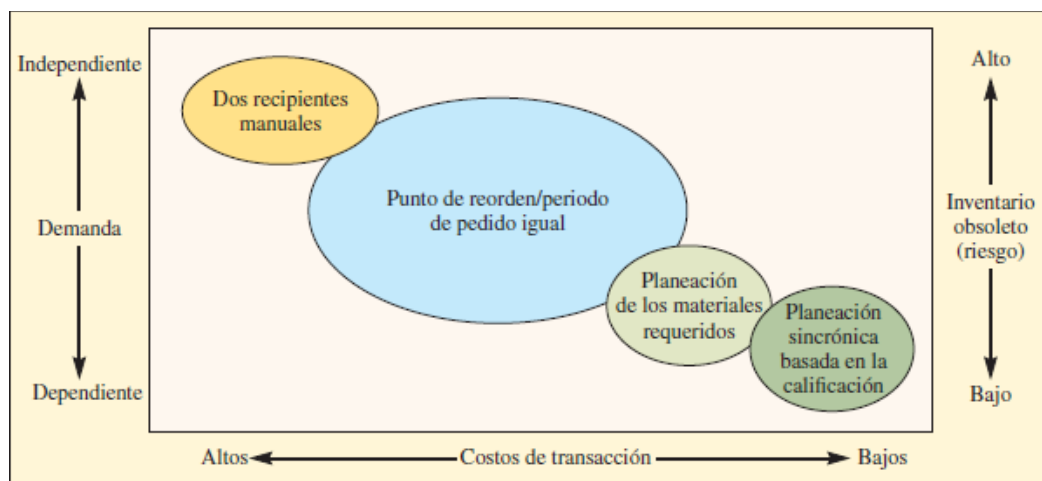 Independiente
Demanda
Dependiente
Dos recipientes
manuales
Punto de reorden/periodo
de pedido igual
Planeación
de los materiales
requeridos
Planeación
sincrónica
basada en la
calificación
Alto
Inventario
obsoleto
(riesgo)
Bajo
Altos
Costos de transacción
Bajos